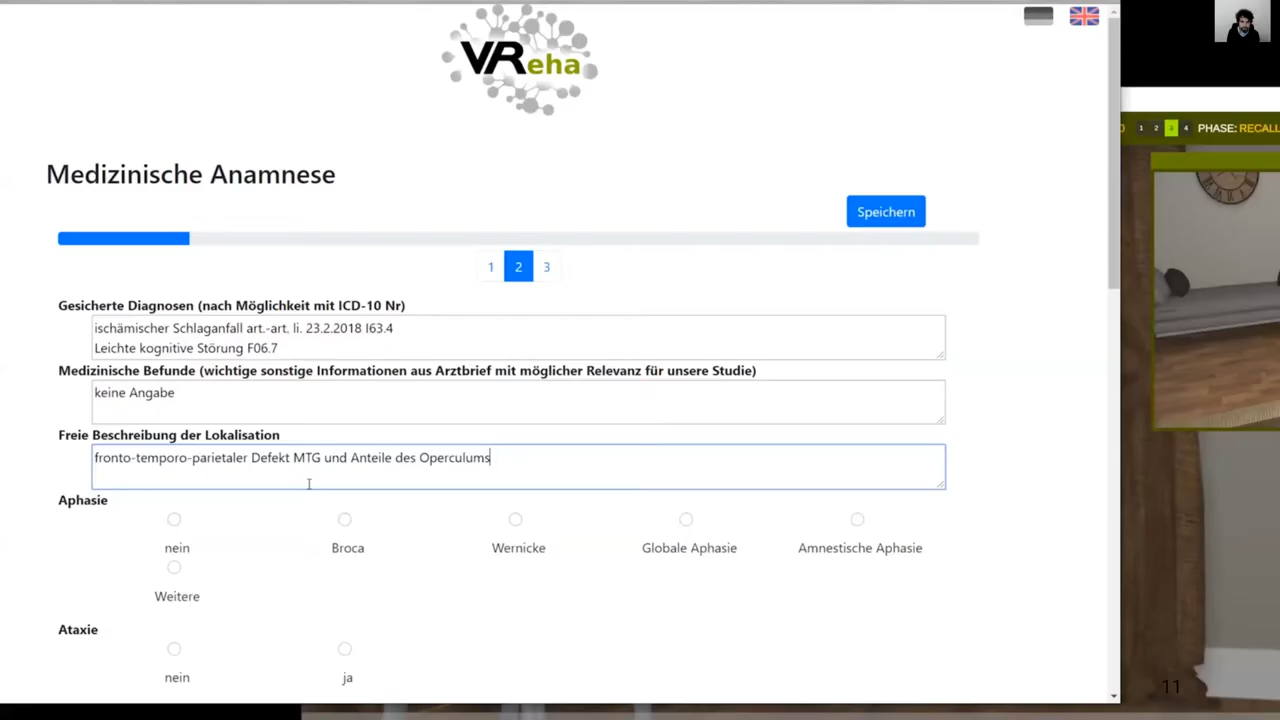 VReha
Medizinische Anamnese
Speichern
1 2 3
Gesicherte Diagnosen (nach Möglichkeit mit ICD-10 Nr)
ischämischer Schlaganfall art.-art. li. 23.2.2018 I63.4
Leichte kognitive Störung F06.7
Medizinische Befunde (wichtige sonstige Informationen aus Arztbrief mit möglicher Relevanz für unsere Studie)
keine Angabe
Freie Beschreibung der Lokalisation
fronto-temporo-parietaler Defekt MTG und Anteile des Operculums
Aphasie
nein Broca Wernicke Globale Aphasie Amnestische Aphasie
Weitere
Ataxie
nein ja
1 2 3 4 PHASE: RECALL
11